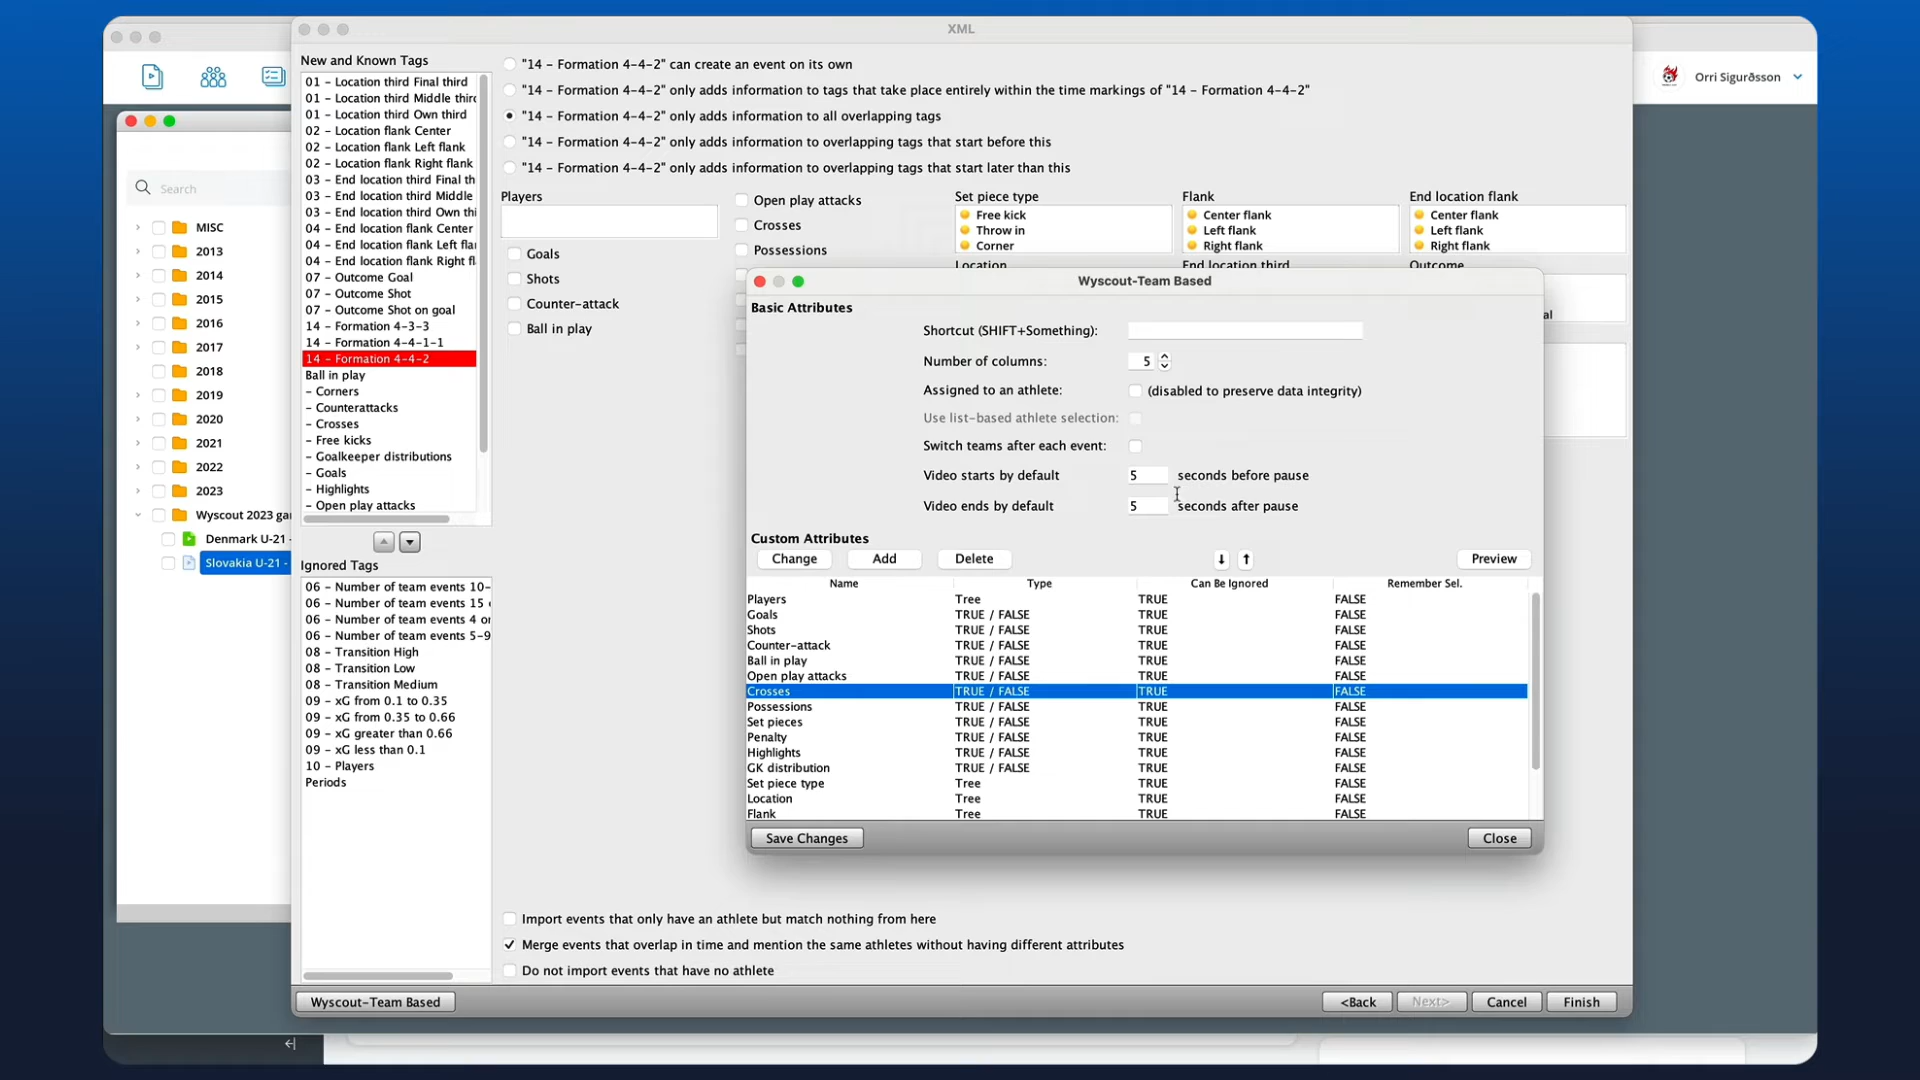 XML
Orri Sigurðsson
Search
MISC
2013
2014
2015
2016
2017
2018
2019
2020
2021
2022
2023
Wyscout 2023 ga
Denmark U-21 -
Slovakia U-21 -
New and Known Tags
01 - Location third Final third
01 - Location third Middle third
01 - Location third Own third
02 - Location flank Center
02 - Location flank Left flank
02 - Location flank Right flank
03 - End location third Final th
03 - End location third Middle
03 - End location third Own thi
04 - End location flank Center
04 - End location flank Left fla
04 - End location flank Right fl
07 - Outcome Goal
07 - Outcome Shot
07 - Outcome Shot on goal
14 - Formation 4-3-3
14 - Formation 4-4-1-1
14 - Formation 4-4-2
Ball in play
- Corners
- Counterattacks
- Crosses
- Free kicks
- Goalkeeper distributions
- Goals
- Highlights
- Open play attacks
Ignored Tags
06 - Number of team events 10-
06 - Number of team events 15
06 - Number of team events 4 or
06 - Number of team events 5-9
08 - Transition High
08 - Transition Low
08 - Transition Medium
09 - xG from 0.1 to 0.35
09 - xG from 0.35 to 0.66
09 - xG greater than 0.66
09 - xG less than 0.1
10 - Players
Periods
"14 - Formation 4-4-2" can create an event on its own
"14 - Formation 4-4-2" only adds information to tags that take place entirely within the time markings of "14 - Formation 4-4-2"
"14 - Formation 4-4-2" only adds information to all overlapping tags
"14 - Formation 4-4-2" only adds information to overlapping tags that start before this
"14 - Formation 4-4-2" only adds information to overlapping tags that start later than this
Players
Goals
Shots
Counter-attack
Ball in play
Open play attacks
Crosses
Possessions
Set piece type
Free kick
Throw in
Corner
Flank
Center flank
Left flank
Right flank
End location flank
Center flank
Left flank
Right flank
Location
End location third
Outcome
al
Wyscout-Team Based
Basic Attributes
Shortcut (SHIFT+Something):
Number of columns: 5
Assigned to an athlete: (disabled to preserve data integrity)
Use list-based athlete selection:
Switch teams after each event:
Video starts by default 5 seconds before pause
Video ends by default 5 seconds after pause
Custom Attributes
Change Add Delete ↓ ↑ Preview
Name Type Can Be Ignored Remember Sel.
Players Tree TRUE FALSE
Goals TRUE / FALSE TRUE FALSE
Shots TRUE / FALSE TRUE FALSE
Counter-attack TRUE / FALSE TRUE FALSE
Ball in play TRUE / FALSE TRUE FALSE
Open play attacks TRUE / FALSE TRUE FALSE
Crosses TRUE / FALSE TRUE FALSE
Possessions TRUE / FALSE TRUE FALSE
Set pieces TRUE / FALSE TRUE FALSE
Penalty TRUE / FALSE TRUE FALSE
Highlights TRUE / FALSE TRUE FALSE
GK distribution TRUE / FALSE TRUE FALSE
Set piece type Tree TRUE FALSE
Location Tree TRUE FALSE
Flank Tree TRUE FALSE
Save Changes Close
Import events that only have an athlete but match nothing from here
Merge events that overlap in time and mention the same athletes without having different attributes
Do not import events that have no athlete
Wyscout-Team Based <Back Next> Cancel Finish